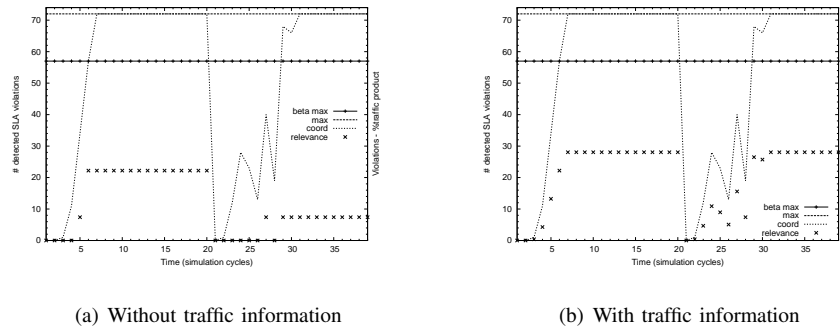 # detected SLA violations
70
60
50
40
30
20
10
0
5 10 15 20 25 30 35
Time (simulation cycles)
beta max
max
coord
relevance
Violations - %traffic product
(a) Without traffic information
# detected SLA violations
70
60
50
40
30
20
10
0
5 10 15 20 25 30 35
Time (simulation cycles)
beta max
max
coord
relevance
(b) With traffic information